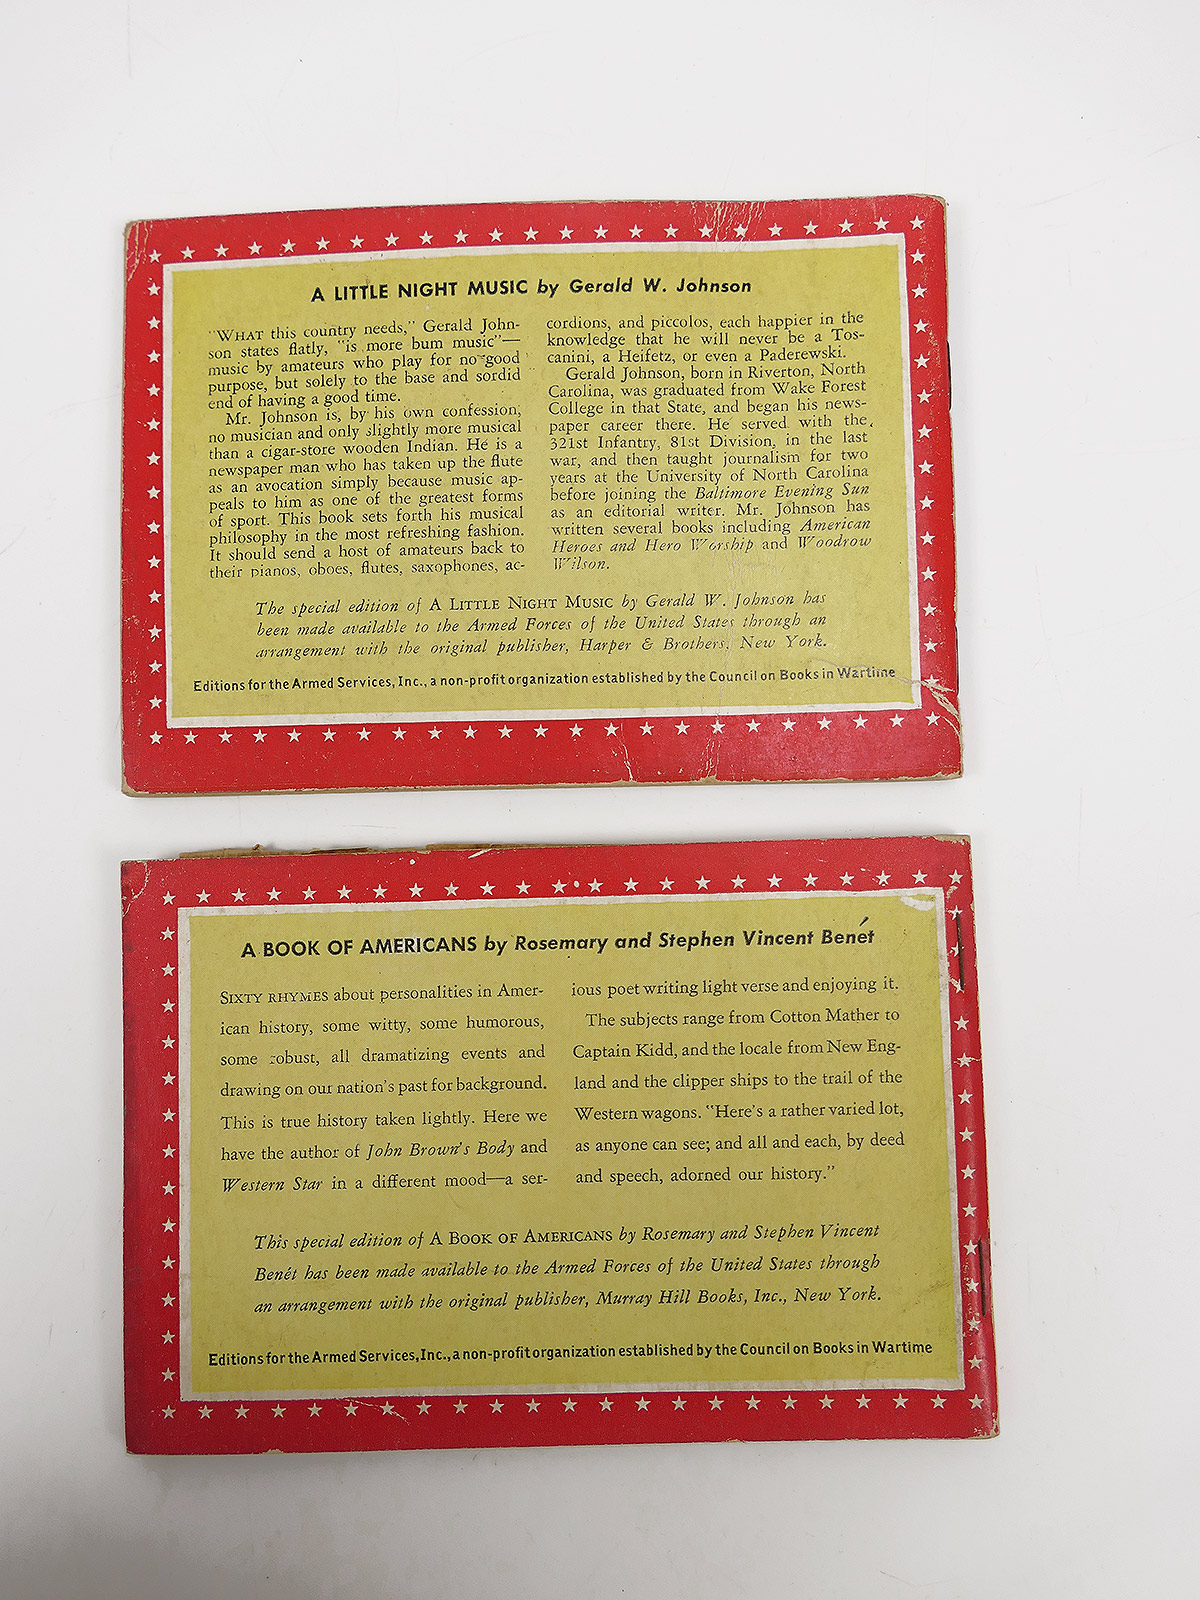 A LITTLE NIGHT MUSIC by Gerald W. Johnson
"WHAT this country needs," Gerald John-
son states flatly, "is more bum music"—
music by amateurs who play for no good
purpose, but solely to the base and sordid
end of having a good time.
Mr. Johnson is, by his own confession,
no musician and only slightly more musical
than a cigar-store wooden Indian. He is a
newspaper man who has taken up the flute
as an avocation simply because music ap-
peals to him as one of the greatest forms
of sport. This book sets forth his musical
philosophy in the most refreshing fashion.
It should send a host of amateurs back to
their pianos, oboes, flutes, saxophones, ac-
cordions, and piccolos, each happier in the
knowledge that he will never be a Tos-
canini, a Heifetz, or even a Paderewski.
Gerald Johnson, born in Riverton, North
Carolina, was graduated from Wake Forest
College in that State, and began his news-
paper career there. He served with the
321st Infantry, 81st Division, in the last
war, and then taught journalism for two
years at the University of North Carolina
before joining the Baltimore Evening Sun
as an editorial writer. Mr. Johnson has
written several books including American
Heroes and Hero Worship and Woodrow
Wilson.
The special edition of A LITTLE NIGHT MUSIC by Gerald W. Johnson has
been made available to the Armed Forces of the United States through an
arrangement with the original publisher, Harper & Brothers, New York.
Editions for the Armed Services, Inc., a non-profit organization established by the Council on Books in Wartime
A BOOK OF AMERICANS by Rosemary and Stephen Vincent Benét
SIXTY RHYMES about personalities in Amer-
ican history, some witty, some humorous,
some robust, all dramatizing events and
drawing on our nation's past for background.
This is true history taken lightly. Here we
have the author of John Brown's Body and
Western Star in a different mood—a ser-
ious poet writing light verse and enjoying it.
The subjects range from Cotton Mather to
Captain Kidd, and the locale from New Eng-
land and the clipper ships to the trail of the
Western wagons. "Here's a rather varied lot,
as anyone can see; and all and each, by deed
and speech, adorned our history."
This special edition of A BOOK OF AMERICANS by Rosemary and Stephen Vincent
Benét has been made available to the Armed Forces of the United States through
an arrangement with the original publisher, Murray Hill Books, Inc., New York.
Editions for the Armed Services, Inc., a non-profit organization established by the Council on Books in Wartime